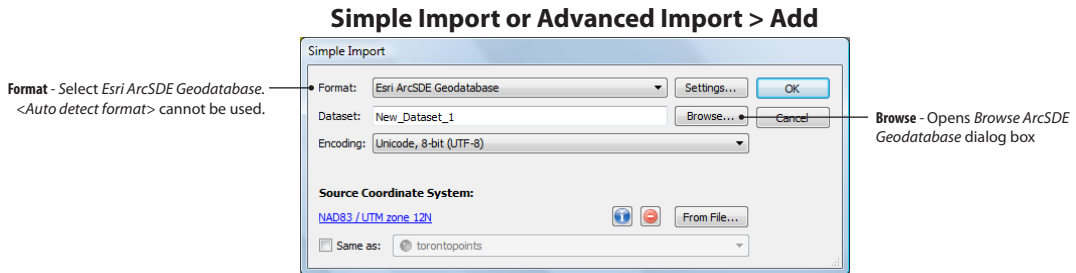 Simple Import or Advanced Import > Add
Simple Import
Format - Select Esri ArcSDE Geodatabase.
<Auto detect format> cannot be used.
Format: Esri ArcSDE Geodatabase Settings... OK
Dataset: New_Dataset_1 Browse... Cancel
Browse - Opens Browse ArcSDE
Geodatabase dialog box
Encoding: Unicode, 8-bit (UTF-8)
Source Coordinate System:
NAD83 / UTM zone 12N From File...
Same as: torontopoints